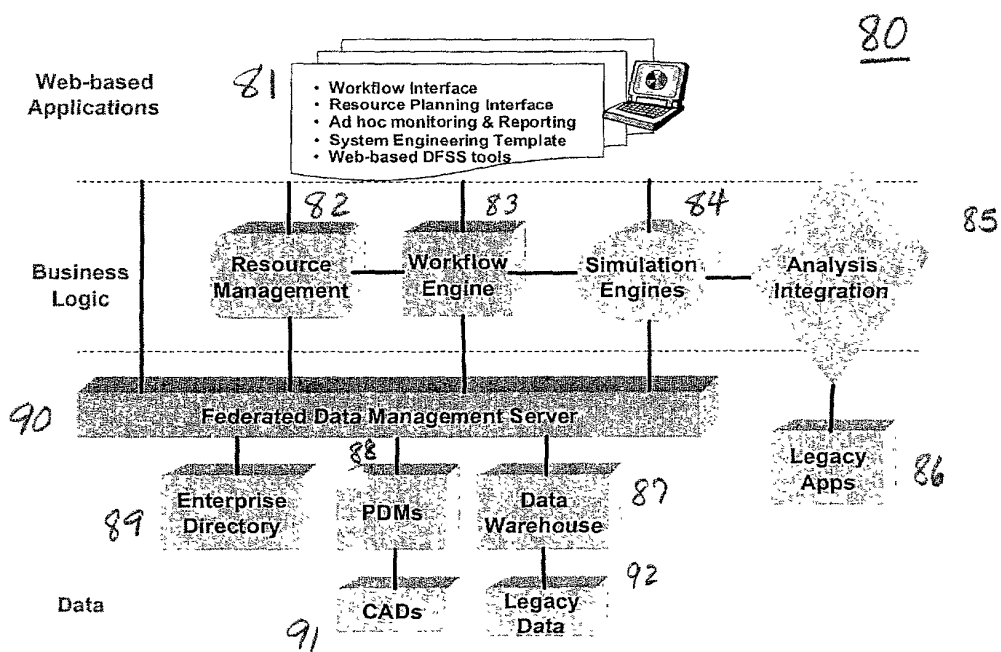 80
Web-based
Applications
81
• Workflow Interface
• Resource Planning Interface
• Ad hoc monitoring & Reporting
• System Engineering Template
• Web-based DFSS tools
82
83
84
85
Business
Logic
Resource
Management
Workflow
Engine
Simulation
Engines
Analysis
Integration
90
Federated Data Management Server
88
89
Enterprise
Directory
PDMs
Data
Warehouse
87
Legacy
Apps
86
Data
91
CADs
Legacy
Data
92